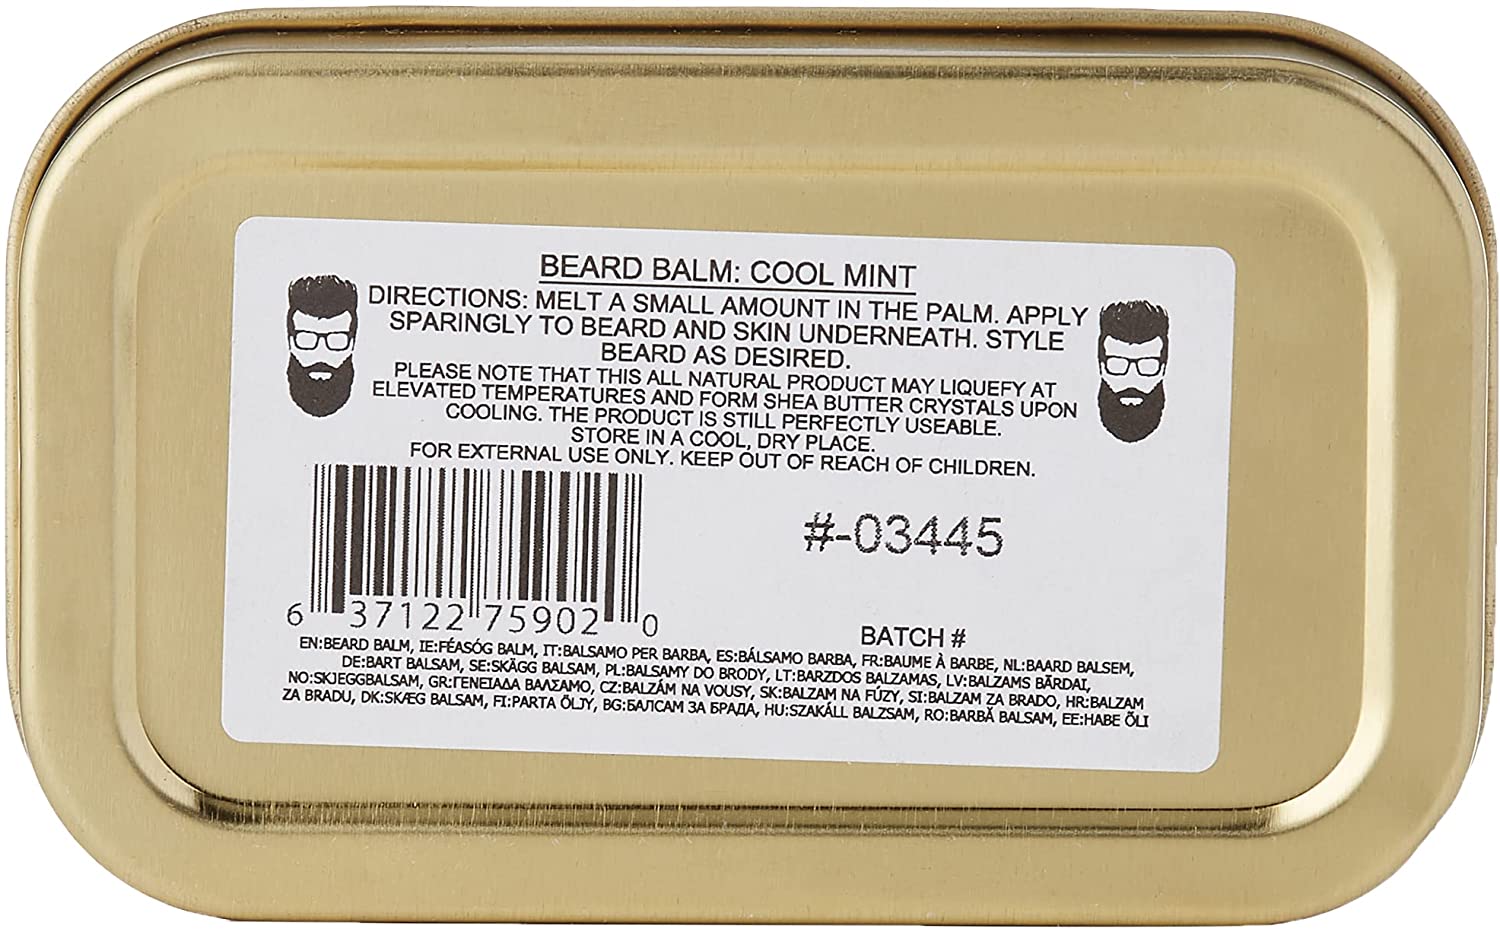 BEARD BALM: COOL MINT
DIRECTIONS: MELT A SMALL AMOUNT IN THE PALM. APPLY
SPARINGLY TO BEARD AND SKIN UNDERNEATH. STYLE
BEARD AS DESIRED.
PLEASE NOTE THAT THIS ALL NATURAL PRODUCT MAY LIQUEFY AT
ELEVATED TEMPERATURES AND FORM SHEA BUTTER CRYSTALS UPON
COOLING. THE PRODUCT IS STILL PERFECTLY USEABLE.
STORE IN A COOL, DRY PLACE.
FOR EXTERNAL USE ONLY. KEEP OUT OF REACH OF CHILDREN.
#-03445
6 37122 75902 0
BATCH #
EN:BEARD BALM, IE:FÉASÓG BALM, IT:BALSAMO PER BARBA, ES:BÁLSAMO BARBA, FR:BAUME À BARBE, NL:BAARD BALSEM,
DE:BART BALSAM, SE:SKÄGG BALSAM, PL:BALSAMY DO BRODY, LT:BARZDOS BALZAMAS, LV:BALZAMS BĀRDAI,
NO:SKJEGGBALSAM, GR:ΓΕΝΕΙΑΔΑ ΒΑΛΣΑΜΟ, CZ:BALZÁM NA VOUSY, SK:BALZAM NA FÚZY, SI:BALZAM ZA BRADO, HR:BALZAM
ZA BRADU, DK:SKÆG BALSAM, FI:PARTA ÖLJY, BG:БАЛСАМ ЗА БРАДА, HU:SZAKÁLL BALZSAM, RO:BARBĂ BALSAM, EE:HABE ÕLI